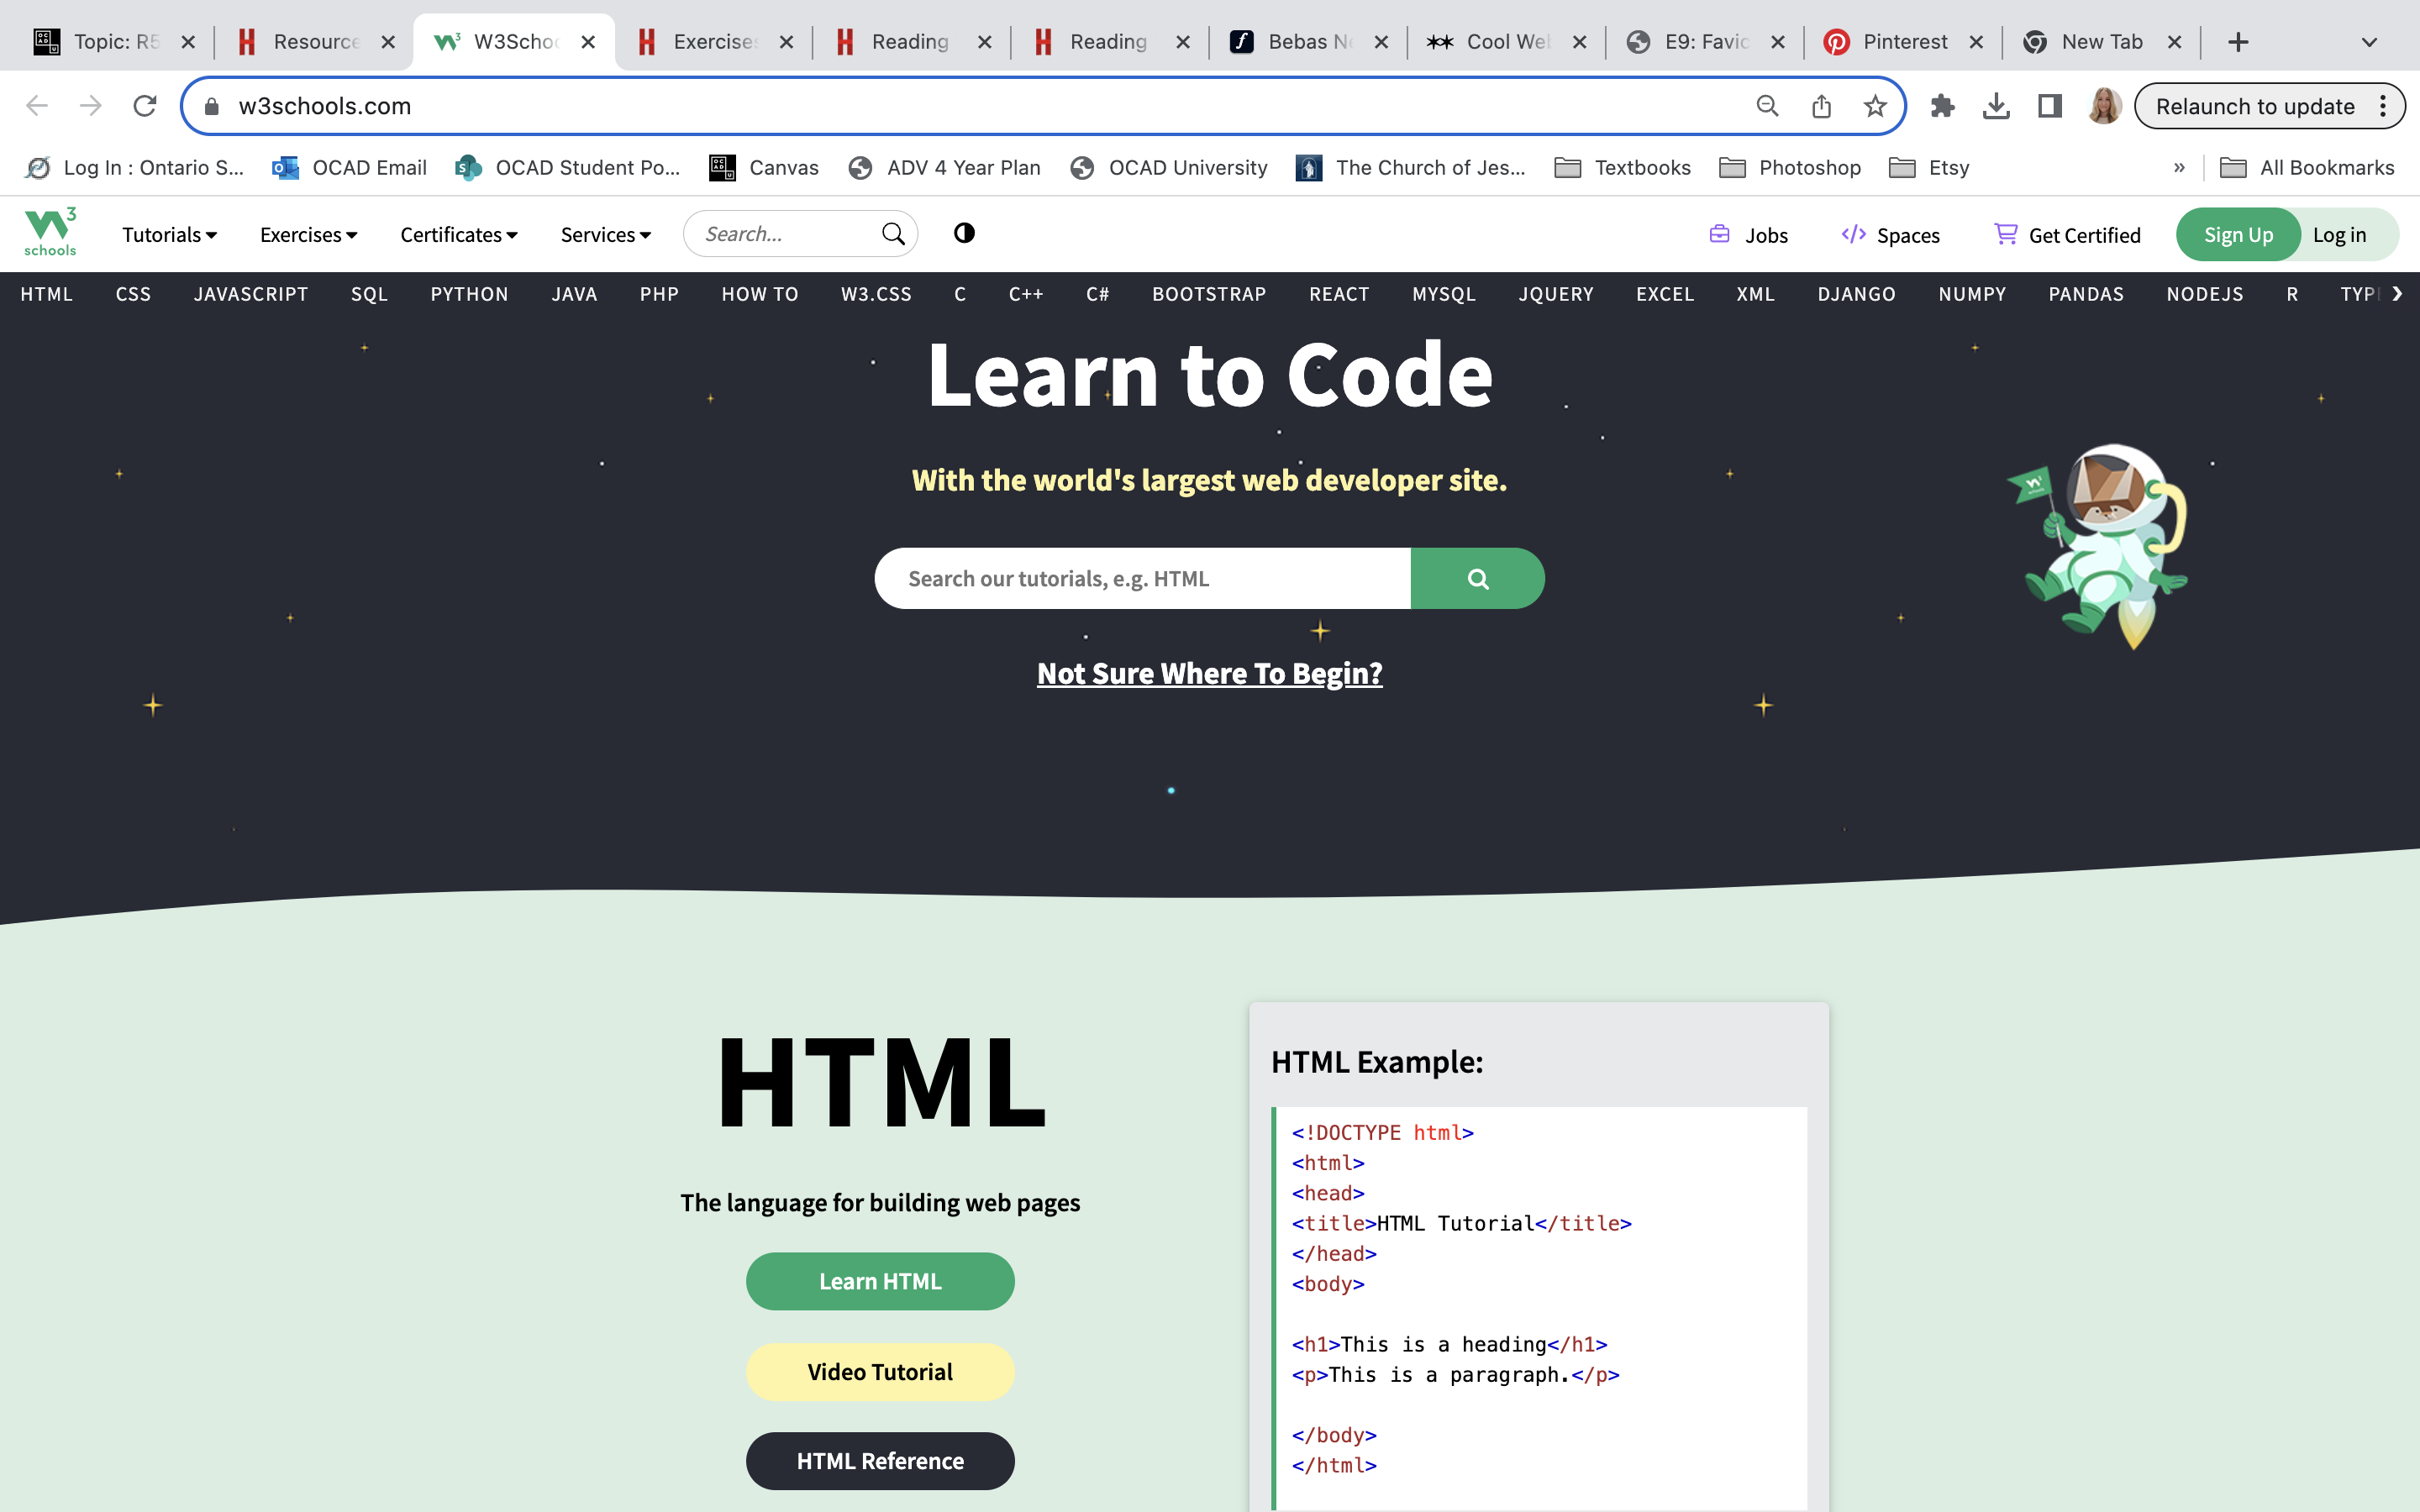 Topic: R5 Resource W3Schoo Exercises Reading Reading Bebas Ne Cool Web E9: Favic Pinterest New Tab
w3schools.com Relaunch to update
Log In : Ontario S... OCAD Email OCAD Student Po... Canvas ADV 4 Year Plan OCAD University The Church of Jes... Textbooks Photoshop Etsy » All Bookmarks
W3 schools Tutorials Exercises Certificates Services Search... Jobs Spaces Get Certified Sign Up Log in
HTML CSS JAVASCRIPT SQL PYTHON JAVA PHP HOW TO W3.CSS C C++ C# BOOTSTRAP REACT MYSQL JQUERY EXCEL XML DJANGO NUMPY PANDAS NODEJS R TYP
Learn to Code
With the world's largest web developer site.
Search our tutorials, e.g. HTML
Not Sure Where To Begin?
HTML
The language for building web pages
Learn HTML
Video Tutorial
HTML Reference
HTML Example:
<!DOCTYPE html>
<html>
<head>
<title>HTML Tutorial</title>
</head>
<body>
<h1>This is a heading</h1>
<p>This is a paragraph.</p>
</body>
</html>